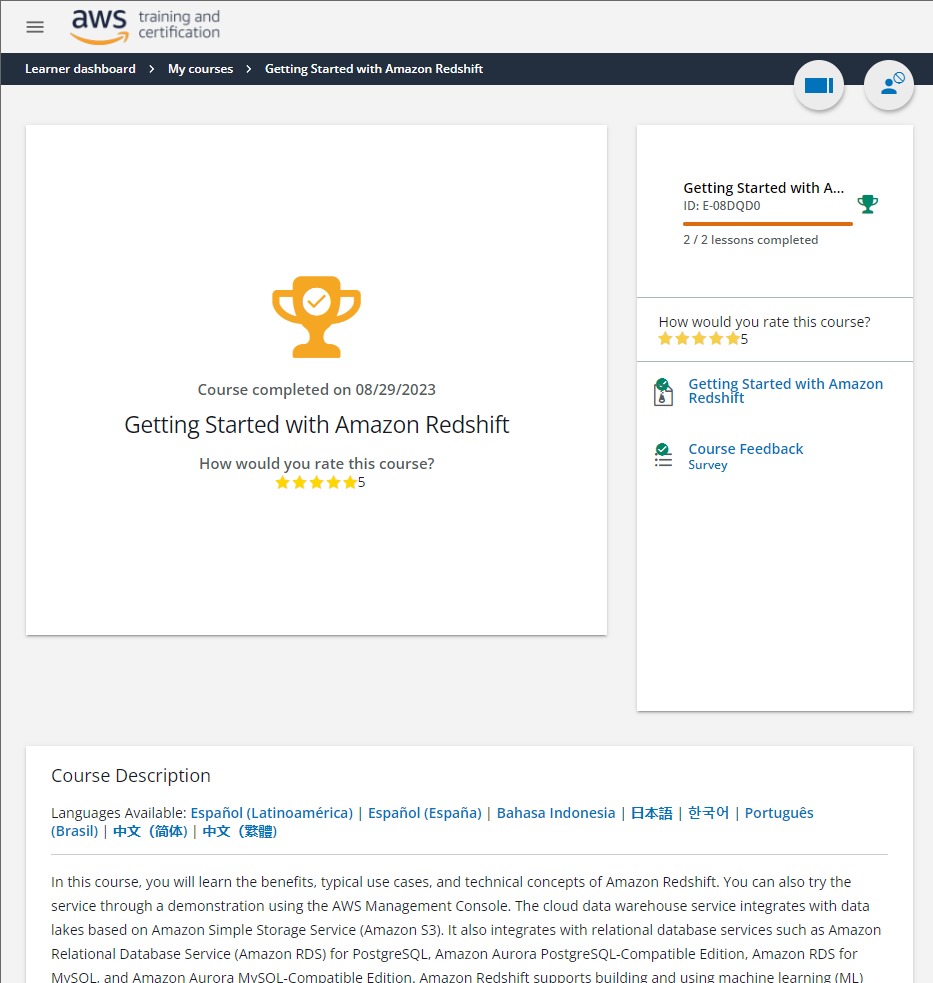 aws training and
certification
Learner dashboard > My courses > Getting Started with Amazon Redshift
Course completed on 08/29/2023
Getting Started with Amazon Redshift
How would you rate this course?
5
Getting Started with A...
ID: E-08DQD0
2 / 2 lessons completed
How would you rate this course?
5
Getting Started with Amazon
Redshift
Course Feedback
Survey
Course Description
Languages Available: Español (Latinoamérica) | Español (España) | Bahasa Indonesia | 日本語 | 한국어 | Português
(Brasil) | 中文（简体) | 中文（繁體)
In this course, you will learn the benefits, typical use cases, and technical concepts of Amazon Redshift. You can also try the
service through a demonstration using the AWS Management Console. The cloud data warehouse service integrates with data
lakes based on Amazon Simple Storage Service (Amazon S3). It also integrates with relational database services such as Amazon
Relational Database Service (Amazon RDS) for PostgreSQL, Amazon Aurora PostgreSQL-Compatible Edition, Amazon RDS for
MySQL, and Amazon Aurora MySQL-Compatible Edition. Amazon Redshift supports building and using machine learning (ML)